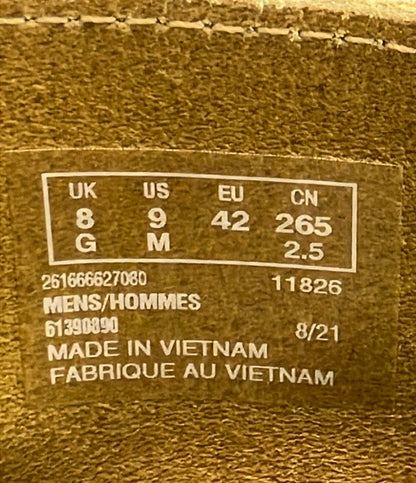 UK US EU CN
8 9 42 265
G M 2.5
261666627080 11826
MENS/HOMMES
61390890 8/21
MADE IN VIETNAM
FABRIQUE AU VIETNAM